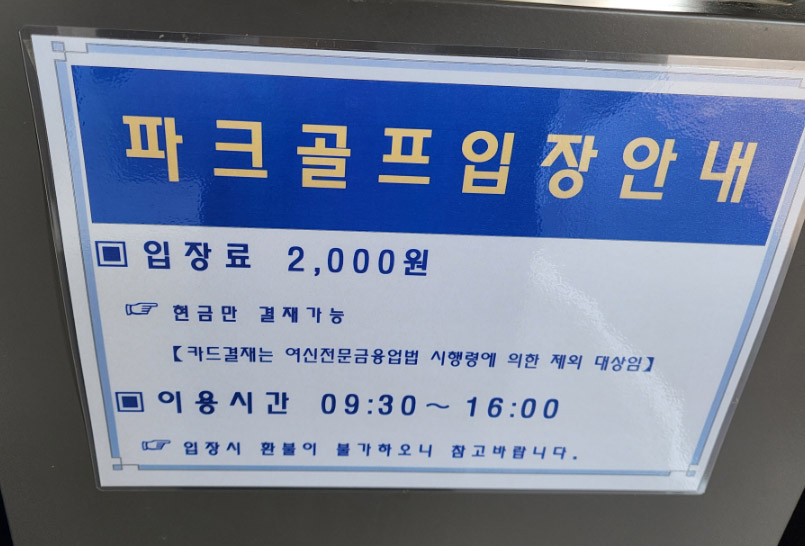 파크골프입장안내
▣ 입장료 2,000원
☞ 현금만 결재가능
【카드결재는 여신전문금융업법 시행령에 의한 제외 대상임】
▣ 이용시간 09:30~16:00
☞ 입장시 환불이 불가하오니 참고바랍니다.